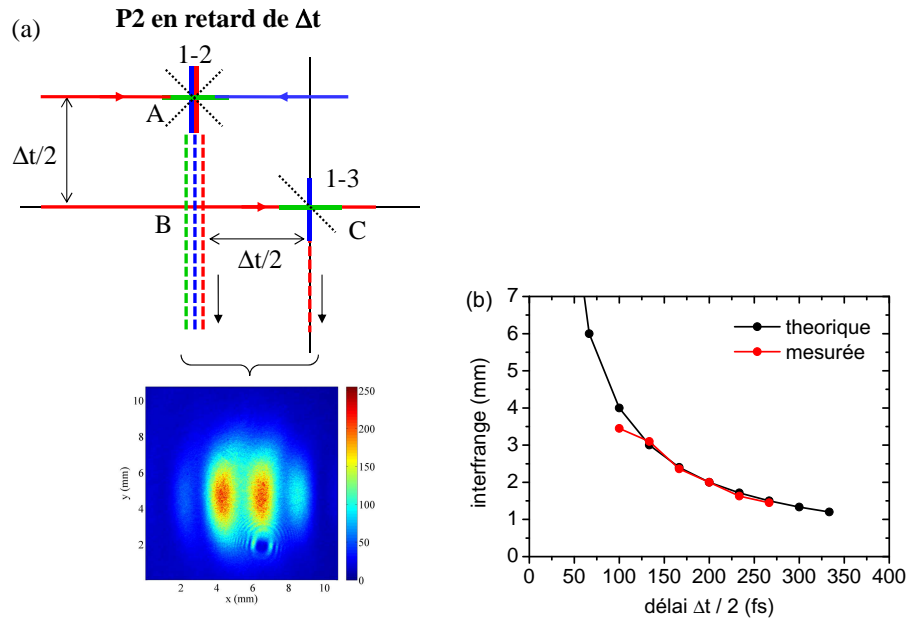 (a)
P2 en retard de Δt
1-2
A
Δt/2
1-3
B
C
Δt/2
10
8
6
4
2
y (mm)
2
4
6
8
10
x (mm)
250
200
150
100
50
0
(b)
7
6
5
4
3
2
1
0
interfrange (mm)
theorique
mesurée
0
50
100
150
200
250
300
350
400
délai Δt / 2 (fs)